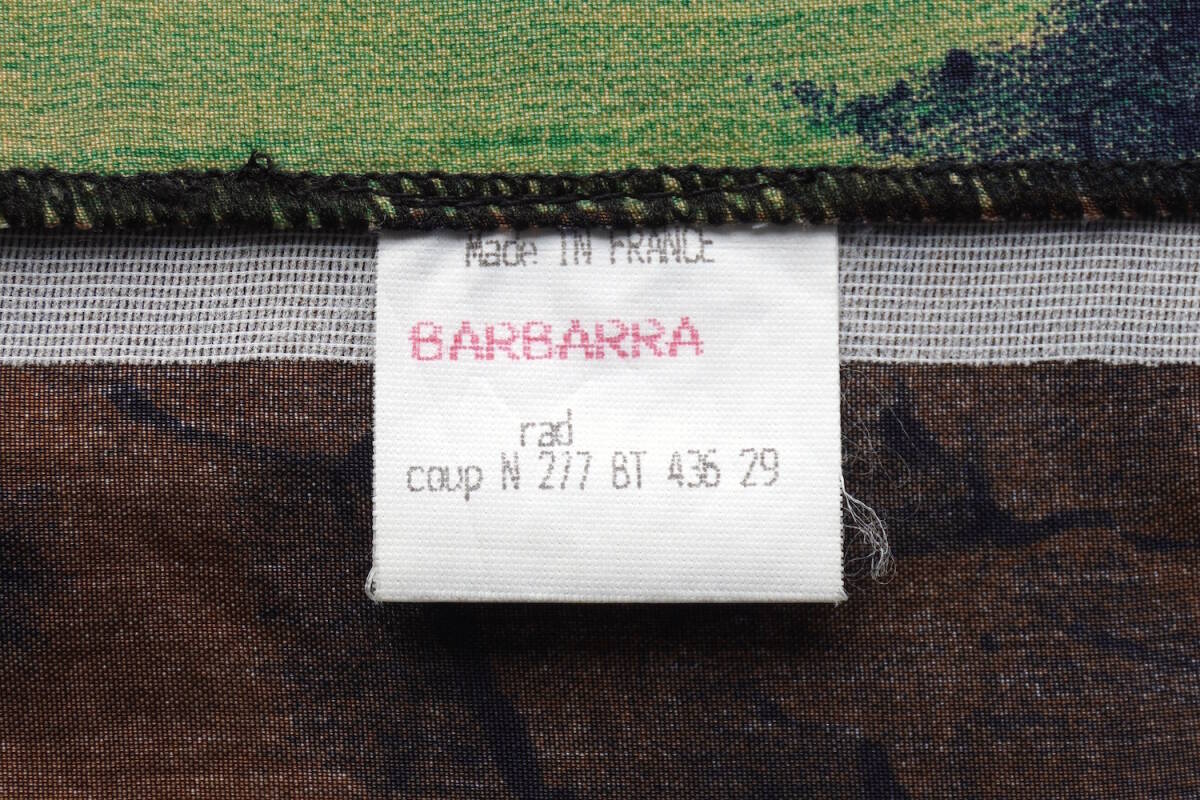 Made IN FRANCE
BARBARRA
rad
coup N 277 BT 436 29